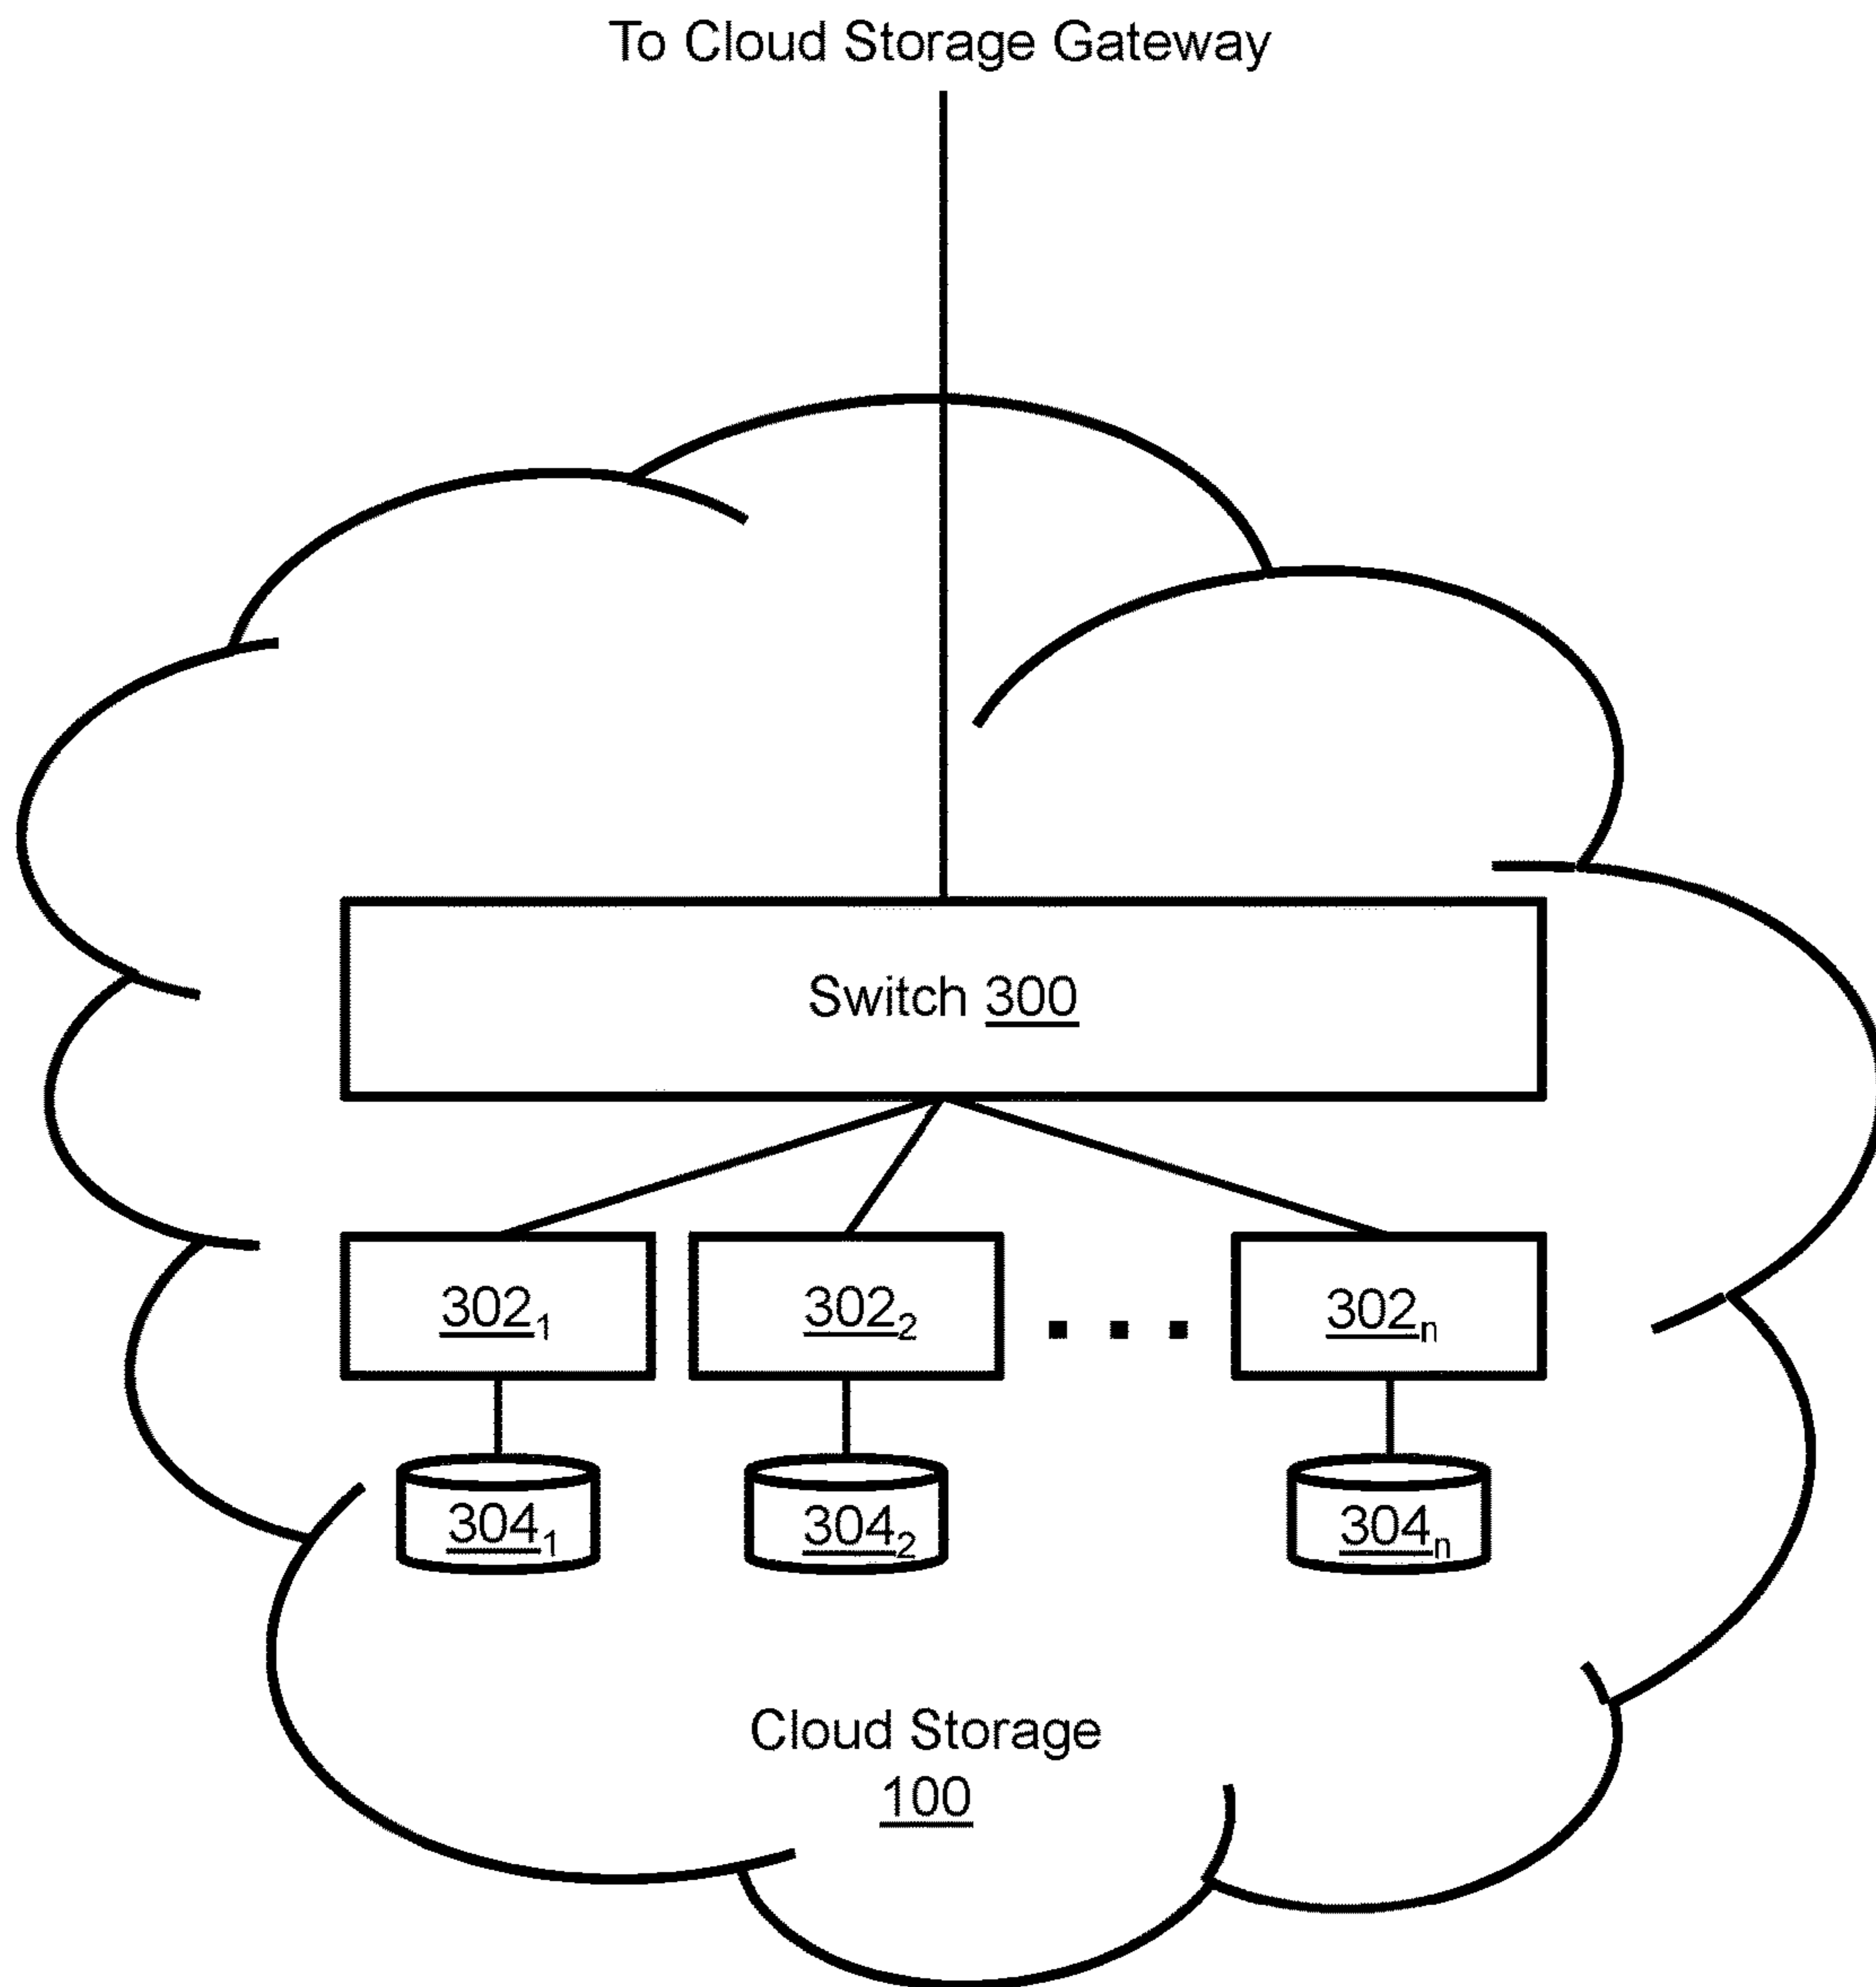 To Cloud Storage Gateway
Switch 300
302₁ 302₂ ... 302ₙ
304₁ 304₂ 304ₙ
Cloud Storage
100